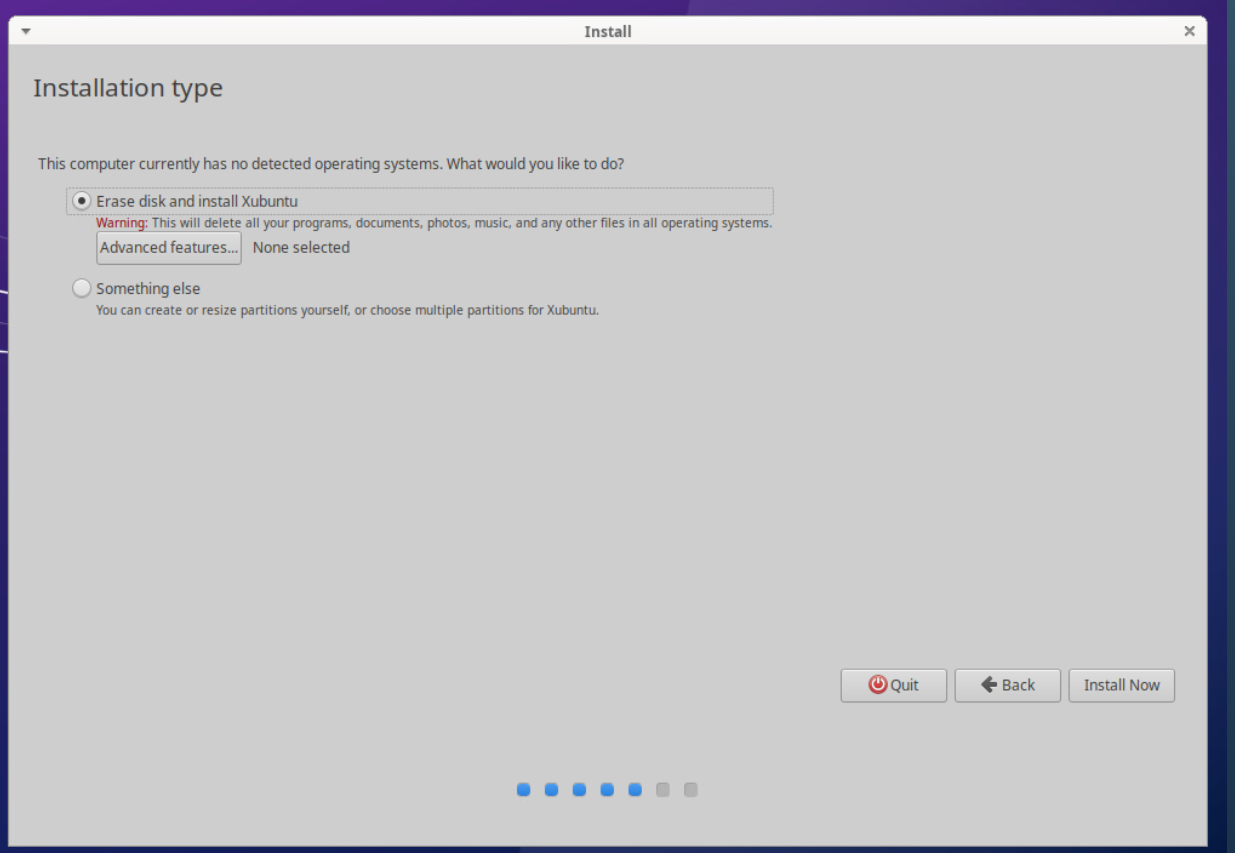 Install
Installation type
This computer currently has no detected operating systems. What would you like to do?
Erase disk and install Xubuntu
Warning: This will delete all your programs, documents, photos, music, and any other files in all operating systems.
Advanced features... None selected
Something else
You can create or resize partitions yourself, or choose multiple partitions for Xubuntu.
Quit Back Install Now